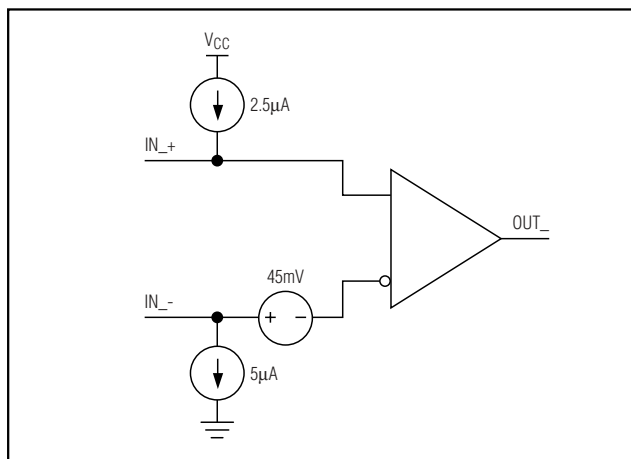 VCC
2.5µA
IN_+
OUT_
45mV
IN_-
+ −
5µA